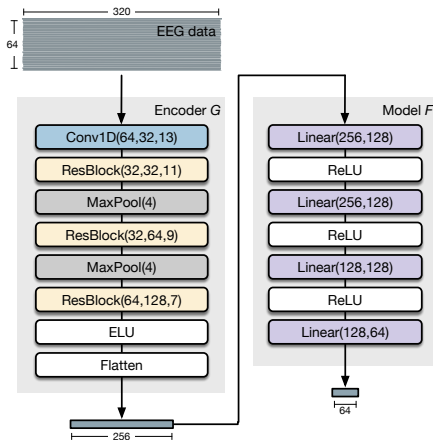 320
EEG data
64
Encoder G
Conv1D(64,32,13)
ResBlock(32,32,11)
MaxPool(4)
ResBlock(32,64,9)
MaxPool(4)
ResBlock(64,128,7)
ELU
Flatten
256
Model F
Linear(256,128)
ReLU
Linear(256,128)
ReLU
Linear(128,128)
ReLU
Linear(128,64)
64